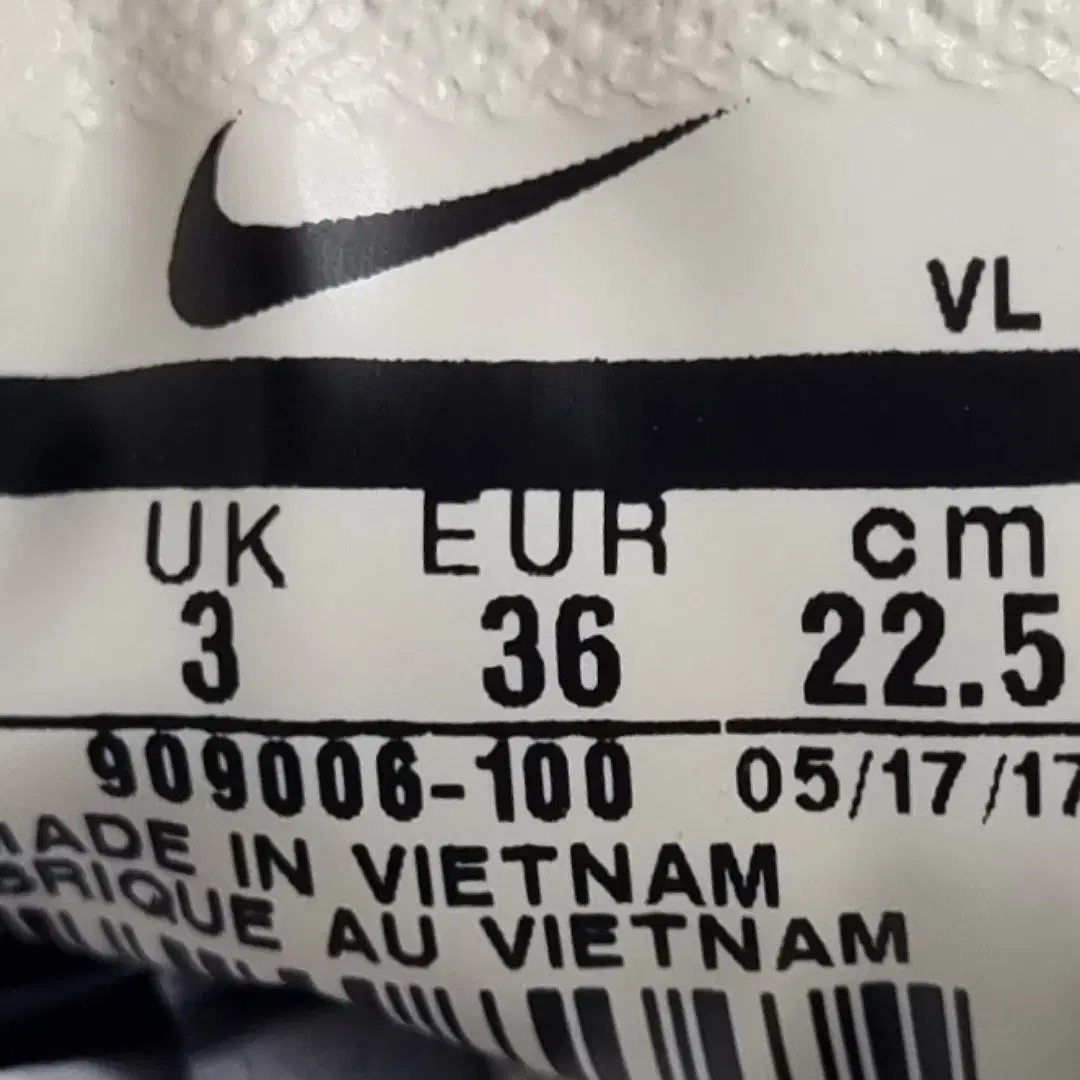 VL
UK EUR cm
3 36 22.5
909006-100 05/17/17
MADE IN VIETNAM
BRIQUE AU VIETNAM